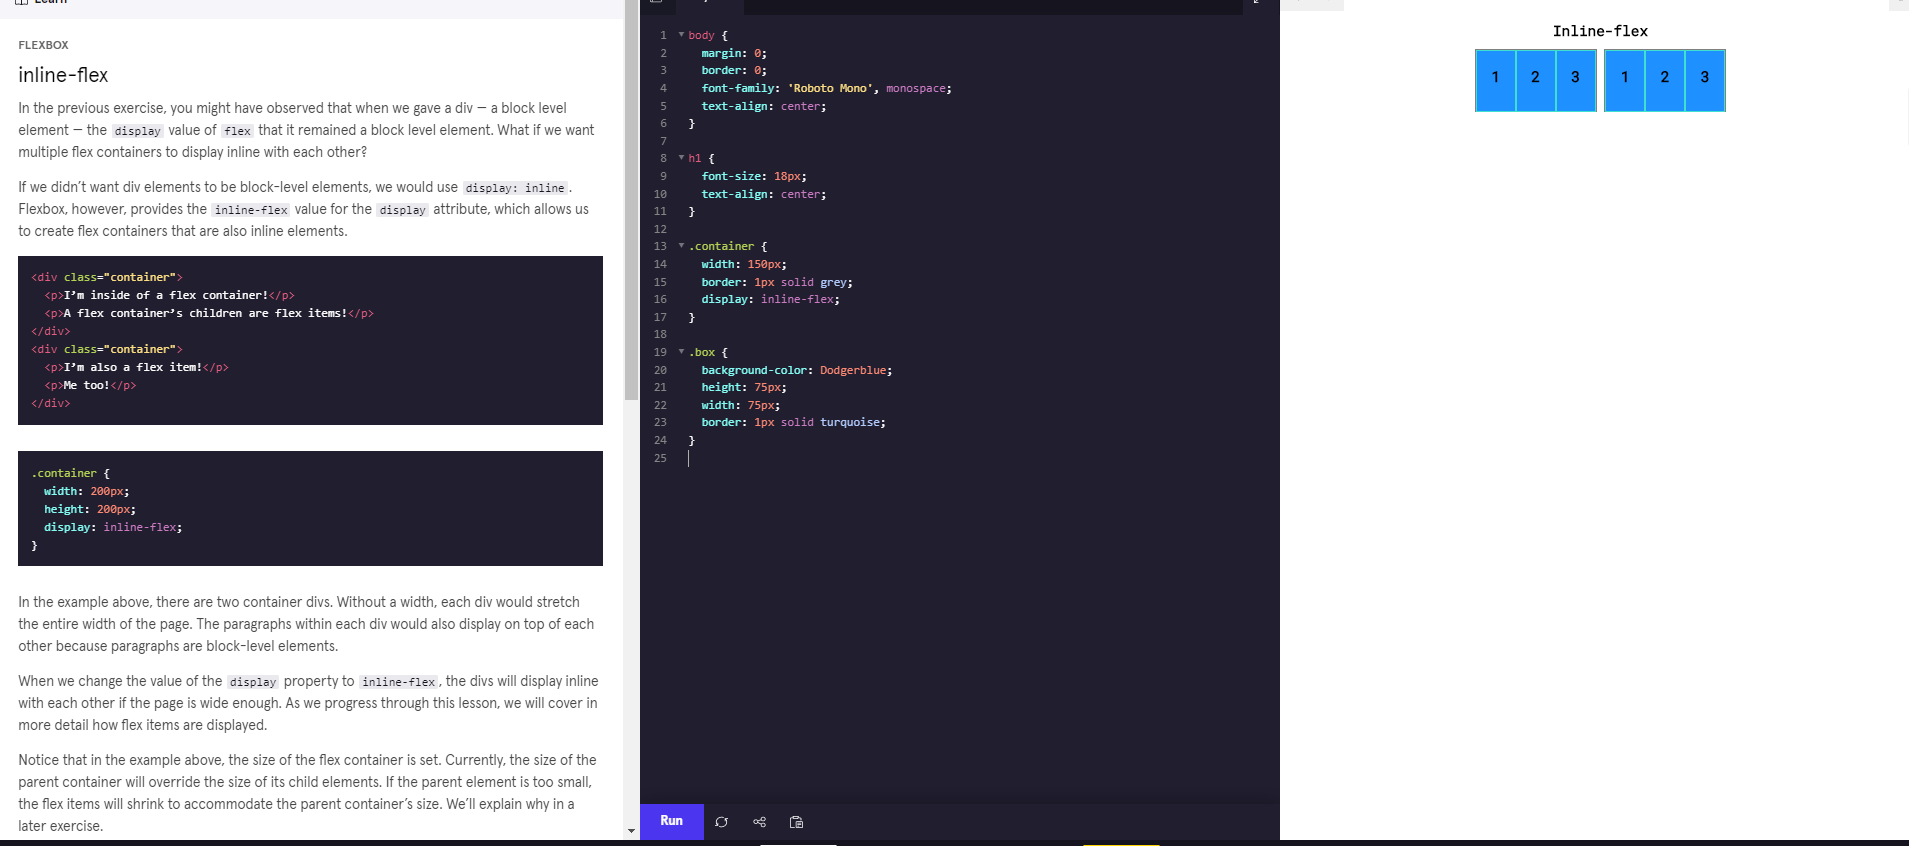 Learn
FLEXBOX
inline-flex
In the previous exercise, you might have observed that when we gave a div — a block level
element — the display value of flex that it remained a block level element. What if we want
multiple flex containers to display inline with each other?
If we didn’t want div elements to be block-level elements, we would use display: inline.
Flexbox, however, provides the inline-flex value for the display attribute, which allows us
to create flex containers that are also inline elements.
<div class="container">
<p>I’m inside of a flex container!</p>
<p>A flex container’s children are flex items!</p>
</div>
<div class="container">
<p>I’m also a flex item!</p>
<p>Me too!</p>
</div>
.container {
width: 200px;
height: 200px;
display: inline-flex;
}
In the example above, there are two container divs. Without a width, each div would stretch
the entire width of the page. The paragraphs within each div would also display on top of each
other because paragraphs are block-level elements.
When we change the value of the display property to inline-flex, the divs will display inline
with each other if the page is wide enough. As we progress through this lesson, we will cover in
more detail how flex items are displayed.
Notice that in the example above, the size of the flex container is set. Currently, the size of the
parent container will override the size of its child elements. If the parent element is too small,
the flex items will shrink to accommodate the parent container’s size. We’ll explain why in a
later exercise.
1 body {
2 margin: 0;
3 border: 0;
4 font-family: 'Roboto Mono', monospace;
5 text-align: center;
6 }
7
8 h1 {
9 font-size: 18px;
10 text-align: center;
11 }
12
13 .container {
14 width: 150px;
15 border: 1px solid grey;
16 display: inline-flex;
17 }
18
19 .box {
20 background-color: Dodgerblue;
21 height: 75px;
22 width: 75px;
23 border: 1px solid turquoise;
24 }
25
Run
Inline-flex
1 2 3 1 2 3